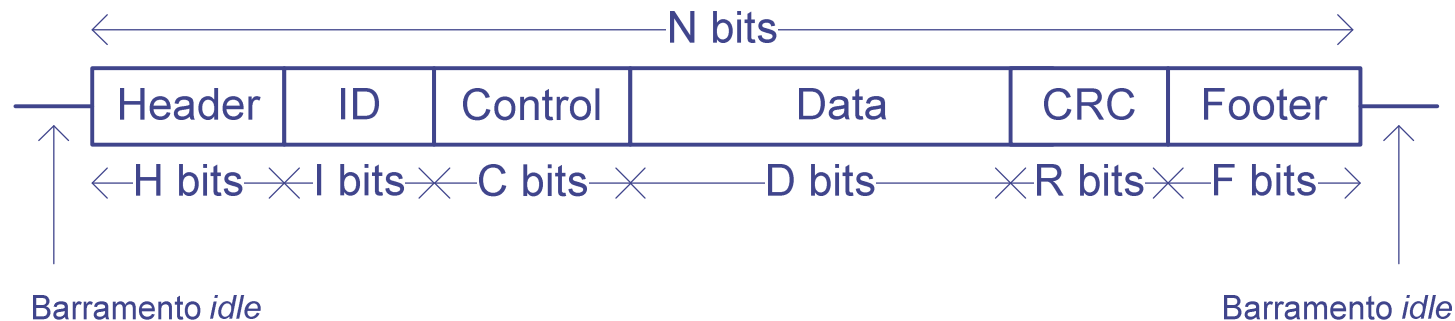 N bits
Header ID Control Data CRC Footer
H bits I bits C bits D bits R bits F bits
Barramento idle Barramento idle